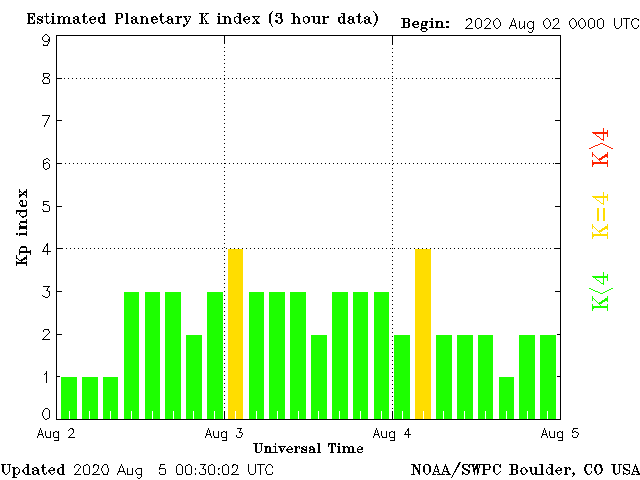 Estimated Planetary K index (3 hour data) Begin: 2020 Aug 02 0000 UTC
9
8
7
6
5
4
3
2
1
0
Kp index
K>4
K=4
K<4
Aug 2 Aug 3 Aug 4 Aug 5
Universal Time
Updated 2020 Aug 5 00:30:02 UTC NOAA/SWPC Boulder, CO USA